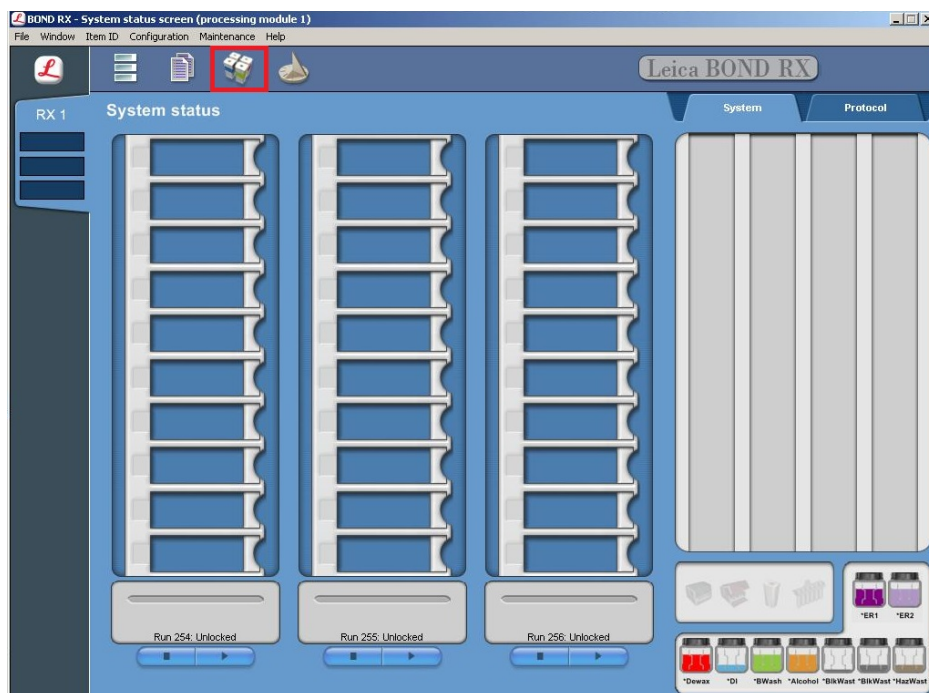 BOND RX - System status screen (processing module 1)
File Window Item ID Configuration Maintenance Help
Leica BOND RX
RX 1
System status
System
Protocol
Run 254: Unlocked
Run 255: Unlocked
Run 256: Unlocked
*ER1 *ER2
*Dewax *DI *BWash *Alcohol *BlkWast *BlkWast *HazWast